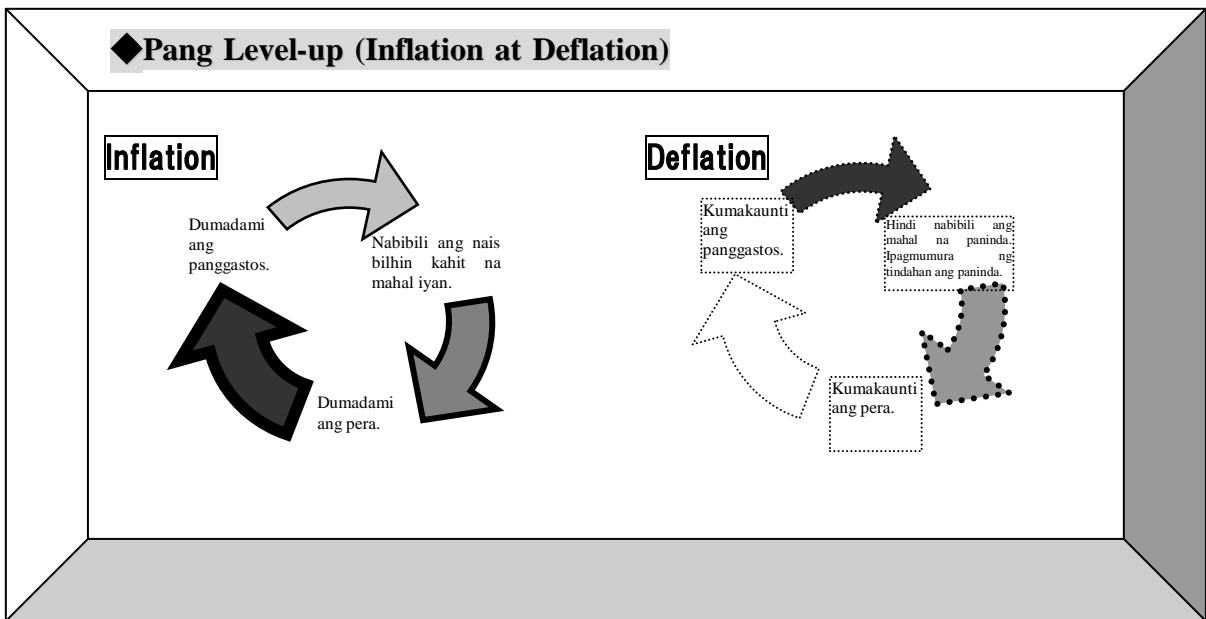 ◆Pang Level-up (Inflation at Deflation)
Inflation
Dumadami
ang
panggastos.
Nabibili ang nais
bilhin kahit na
mahal iyan.
Dumadami
ang pera.
Deflation
Kumakaunti
ang
panggastos.
Hindi nabibili ang
mahal na paninda.
Ipagmumura ng
tindahan ang paninda.
Kumakaunti
ang pera.